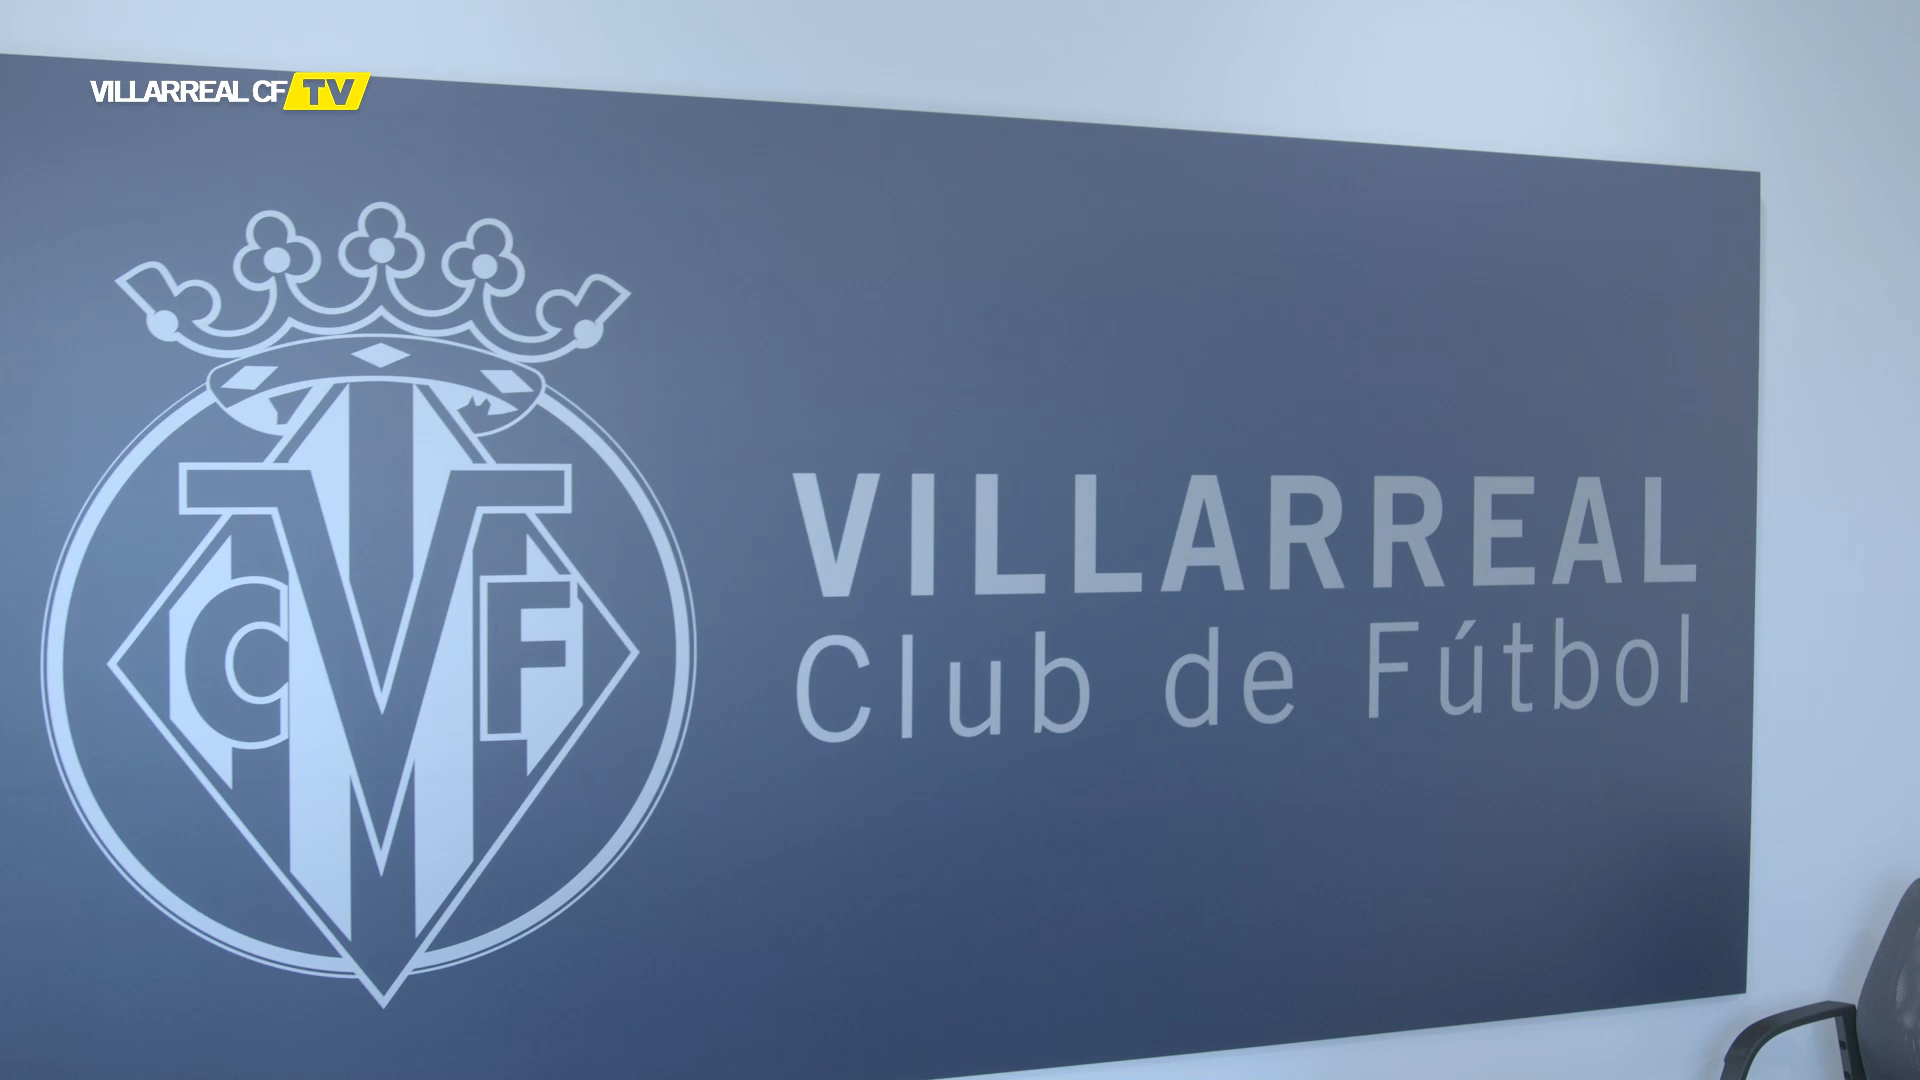 VILLARREAL CF TV
VILLARREAL
Club de Fútbol
CVF
M